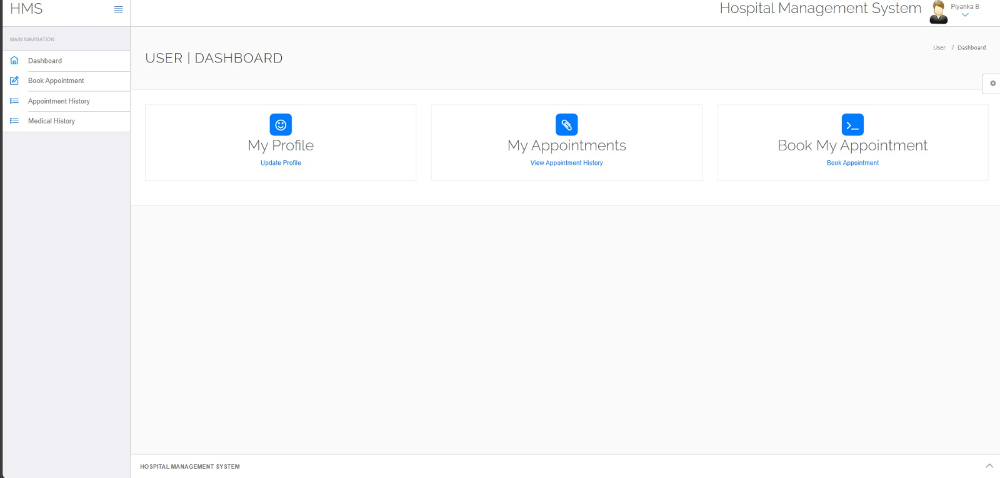 HMS
Hospital Management System
Piyanka B
MAIN NAVIGATION
Dashboard
Book Appointment
Appointment History
Medical History
USER | DASHBOARD
User / Dashboard
My Profile
Update Profile
My Appointments
View Appointment History
Book My Appointment
Book Appointment
HOSPITAL MANAGEMENT SYSTEM